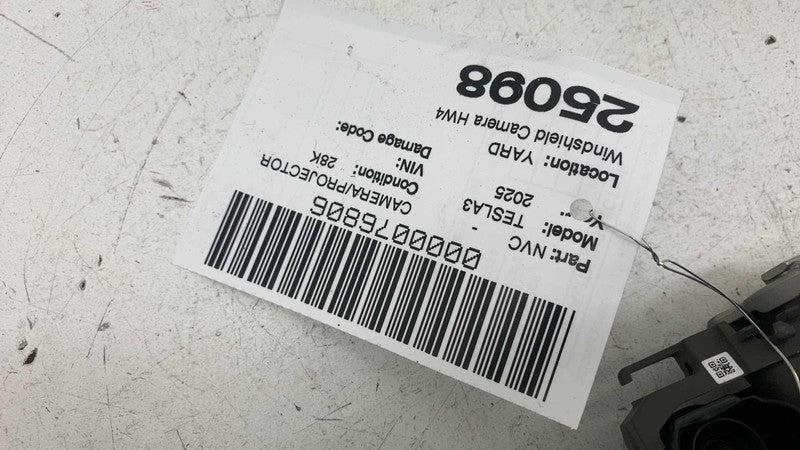 0000076806
Part: NVC - CAMERA/PROJECTOR
Model: TESLA3 Condition: 28K
2025 VIN:
Location: YARD Damage Code:
Windshield Camera HW4
25098